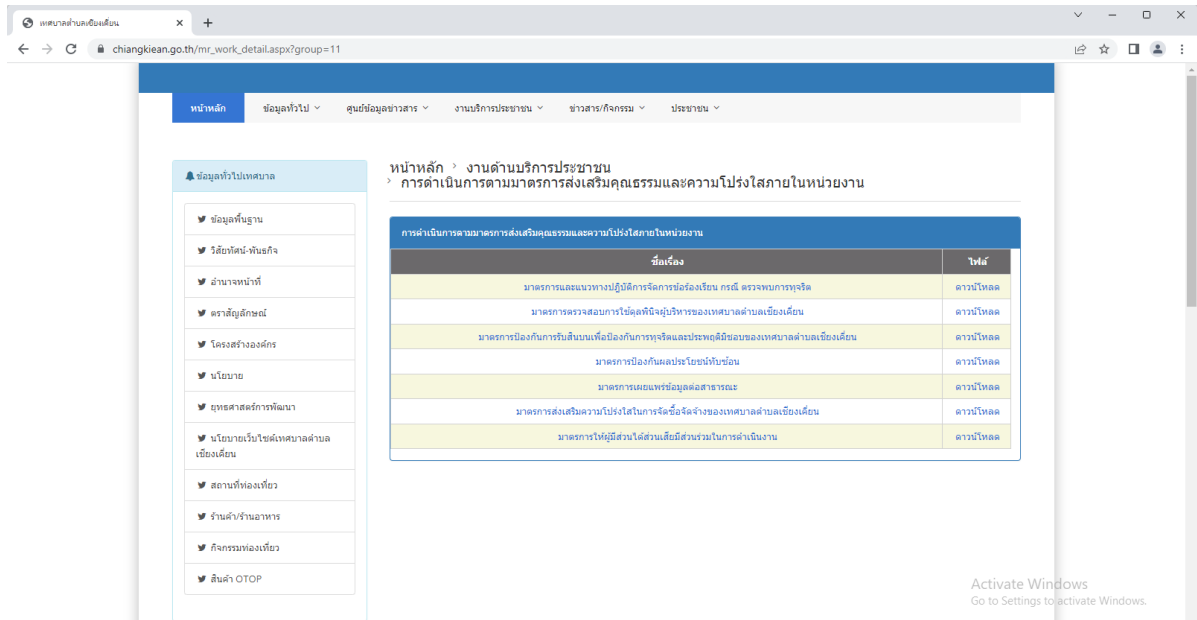 เทศบาลตำบลเชียงเคี่ยน
chiangkiean.go.th/mr_work_detail.aspx?group=11
หน้าหลัก ข้อมูลทั่วไป ศูนย์ข้อมูลข่าวสาร งานบริการประชาชน ข่าวสาร/กิจกรรม ประชาชน
ข้อมูลทั่วไปเทศบาล
ข้อมูลพื้นฐาน
วิสัยทัศน์-พันธกิจ
อำนาจหน้าที่
ตราสัญลักษณ์
โครงสร้างองค์กร
นโยบาย
ยุทธศาสตร์การพัฒนา
นโยบายเว็บไซต์เทศบาลตำบล
เชียงเคี่ยน
สถานที่ท่องเที่ยว
ร้านค้า/ร้านอาหาร
กิจกรรมท่องเที่ยว
สินค้า OTOP
หน้าหลัก > งานด้านบริการประชาชน
> การดำเนินการตามมาตรการส่งเสริมคุณธรรมและความโปร่งใสภายในหน่วยงาน
การดำเนินการตามมาตรการส่งเสริมคุณธรรมและความโปร่งใสภายในหน่วยงาน
ชื่อเรื่อง ไฟล์
มาตรการและแนวทางปฏิบัติการจัดการข้อร้องเรียน กรณี ตรวจพบการทุจริต ดาวน์โหลด
มาตรการตรวจสอบการใช้ดุลพินิจผู้บริหารของเทศบาลตำบลเชียงเคี่ยน ดาวน์โหลด
มาตรการป้องกันการรับสินบนเพื่อป้องกันการทุจริตและประพฤติมิชอบของเทศบาลตำบลเชียงเคี่ยน ดาวน์โหลด
มาตรการป้องกันผลประโยชน์ทับซ้อน ดาวน์โหลด
มาตรการเผยแพร่ข้อมูลต่อสาธารณะ ดาวน์โหลด
มาตรการส่งเสริมความโปร่งใสในการจัดซื้อจัดจ้างของเทศบาลตำบลเชียงเคี่ยน ดาวน์โหลด
มาตรการให้ผู้มีส่วนได้ส่วนเสียมีส่วนร่วมในการดำเนินงาน ดาวน์โหลด
Activate Windows
Go to Settings to activate Windows.